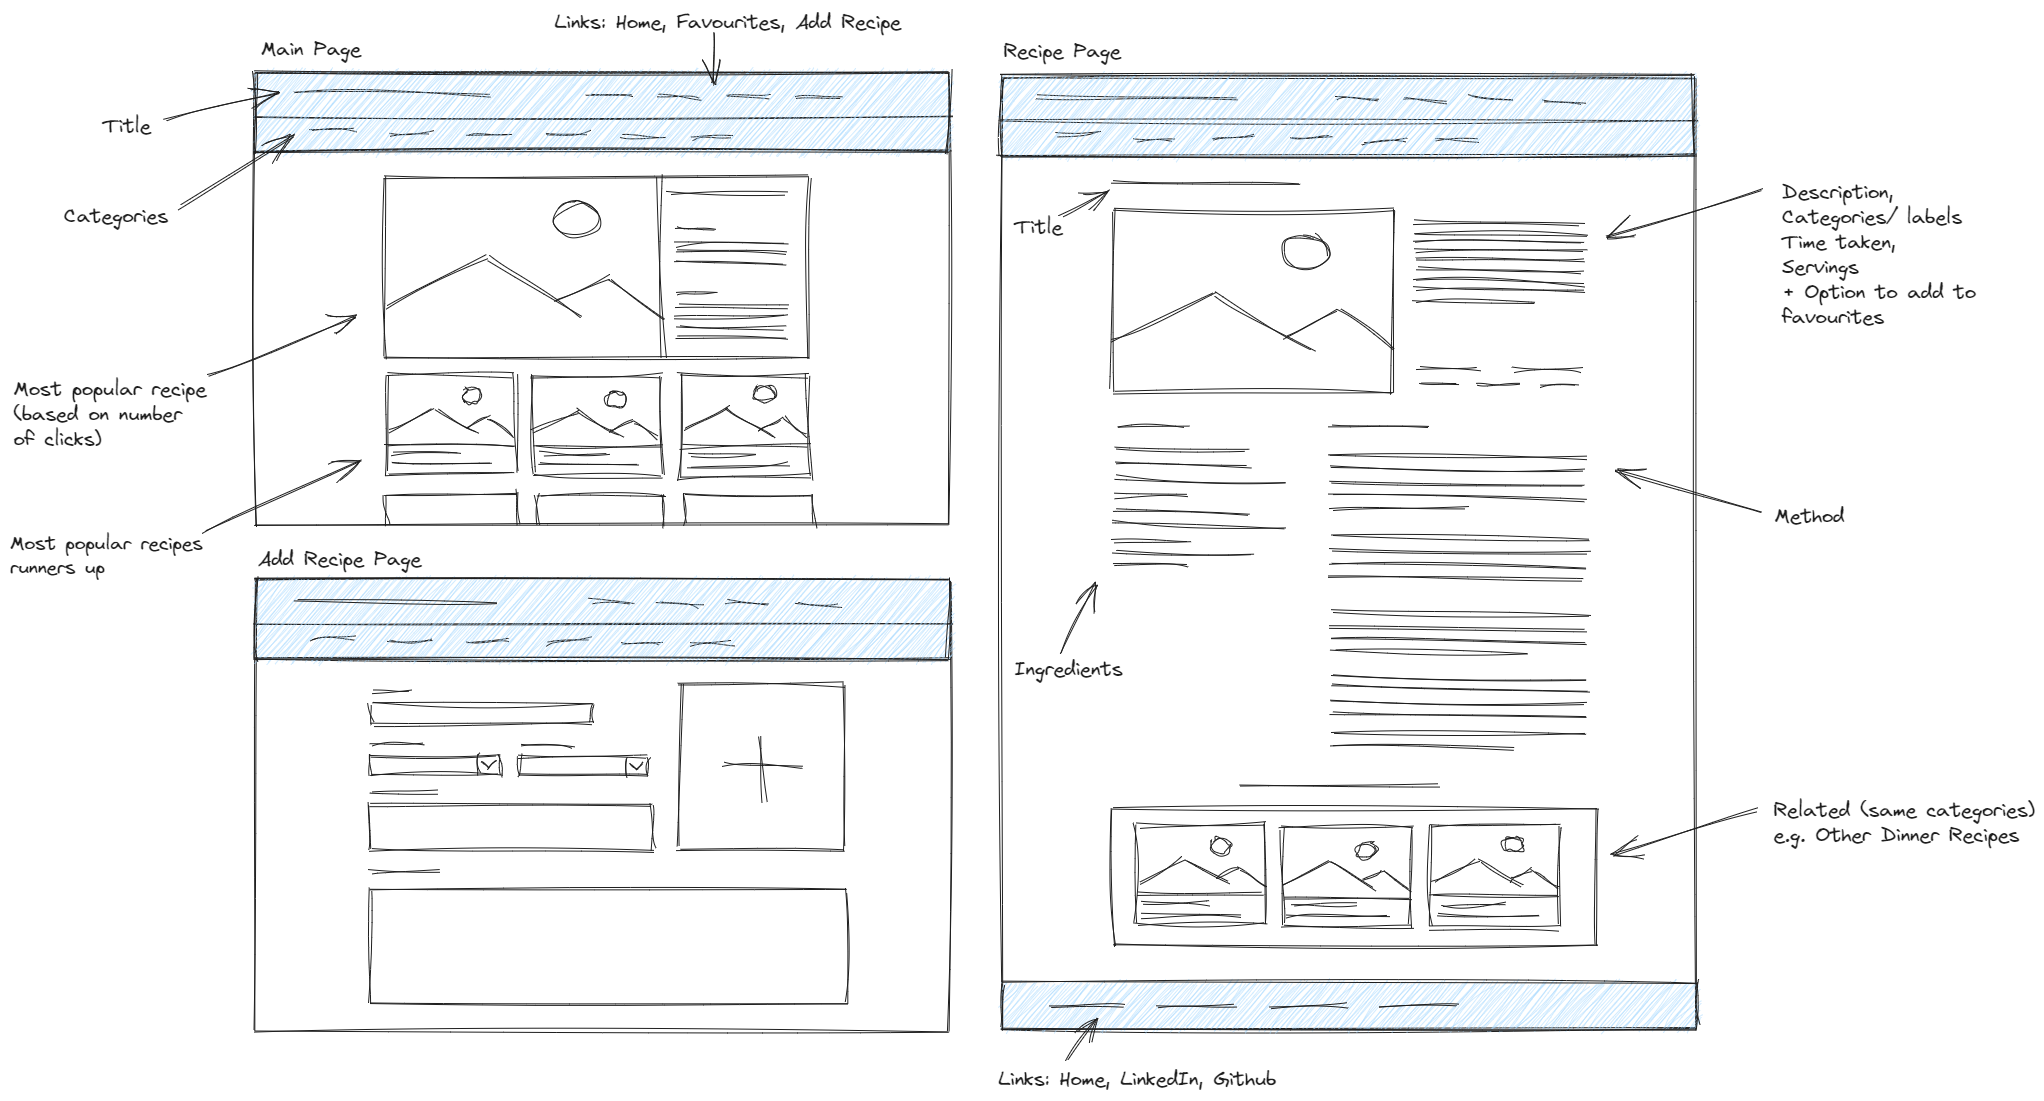 Links: Home, Favourites, Add Recipe
Main Page
Title
Categories
Most popular recipe
(based on number
of clicks)
Most popular recipes
runners up
Add Recipe Page
Recipe Page
Title
Description,
Categories/ labels
Time taken,
Servings
+ Option to add to
favourites
Method
Ingredients
Related (same categories)
e.g. Other Dinner Recipes
Links: Home, LinkedIn, Github